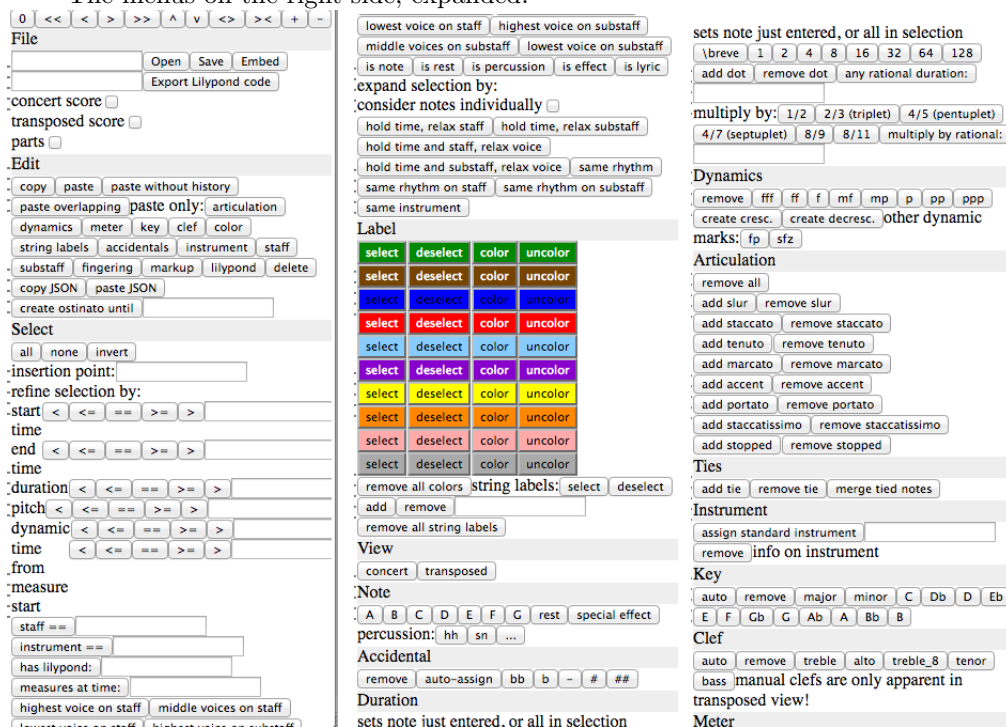 The menus on the right side, expanded.
0 << < > >> ^ v <> >< + -
File
Open Save Embed
Export Lilypond code
concert score
transposed score
parts
Edit
copy paste paste without history
paste overlapping paste only: articulation
dynamics meter key clef color
string labels accidentals instrument staff
substaff fingering markup lilypond delete
copy JSON paste JSON
create ostinato until
Select
all none invert
insertion point:
refine selection by:
start < <= == >= >
time
end < <= == >= >
time
duration < <= == >= >
pitch < <= == >= >
dynamic < <= == >= >
time < <= == >= >
from
measure
start
staff ==
instrument ==
has lilypond:
measures at time:
highest voice on staff middle voices on staff
lowest voice on staff highest voice on substaff
lowest voice on staff highest voice on substaff
middle voices on substaff lowest voice on substaff
is note is rest is percussion is effect is lyric
expand selection by:
consider notes individually
hold time, relax staff hold time, relax substaff
hold time and staff, relax voice
hold time and substaff, relax voice same rhythm
same rhythm on staff same rhythm on substaff
same instrument
Label
select deselect color uncolor
select deselect color uncolor
select deselect color uncolor
select deselect color uncolor
select deselect color uncolor
select deselect color uncolor
select deselect color uncolor
select deselect color uncolor
select deselect color uncolor
select deselect color uncolor
remove all colors string labels: select deselect
add remove
remove all string labels
View
concert transposed
Note
A B C D E F G rest special effect
percussion: hh sn ...
Accidental
remove auto-assign bb b - # ##
Duration
sets note just entered, or all in selection
sets note just entered, or all in selection
\breve 1 2 4 8 16 32 64 128
add dot remove dot any rational duration:
multiply by: 1/2 2/3 (triplet) 4/5 (pentuplet)
4/7 (septuplet) 8/9 8/11 multiply by rational:
Dynamics
remove fff ff f mf mp p pp ppp
create cresc. create decresc. other dynamic
marks: fp sfz
Articulation
remove all
add slur remove slur
add staccato remove staccato
add tenuto remove tenuto
add marcato remove marcato
add accent remove accent
add portato remove portato
add staccatissimo remove staccatissimo
add stopped remove stopped
Ties
add tie remove tie merge tied notes
Instrument
assign standard instrument
remove info on instrument
Key
auto remove major minor C Db D Eb
E F Gb G Ab A Bb B
Clef
auto remove treble alto treble_8 tenor
bass manual clefs are only apparent in
transposed view!
Meter